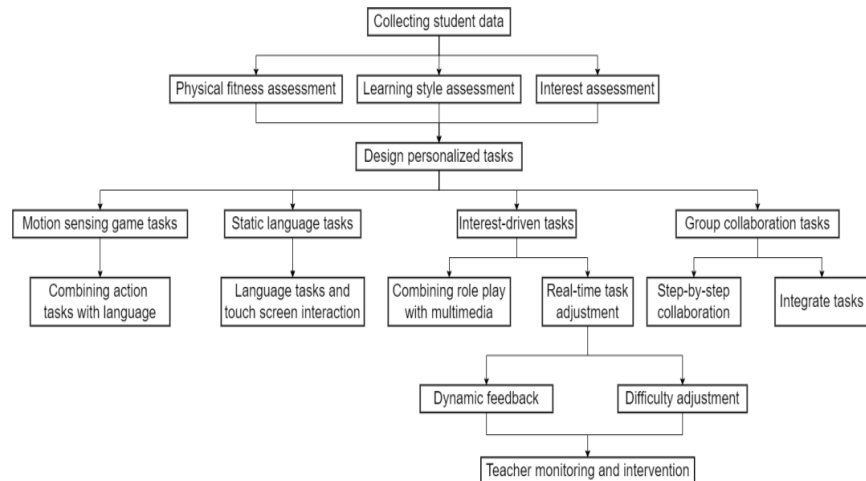 Collecting student data
Physical fitness assessment
Learning style assessment
Interest assessment
Design personalized tasks
Motion sensing game tasks
Static language tasks
Interest-driven tasks
Group collaboration tasks
Combining action
tasks with language
Language tasks and
touch screen interaction
Combining role play
with multimedia
Real-time task
adjustment
Step-by-step
collaboration
Integrate tasks
Dynamic feedback
Difficulty adjustment
Teacher monitoring and intervention